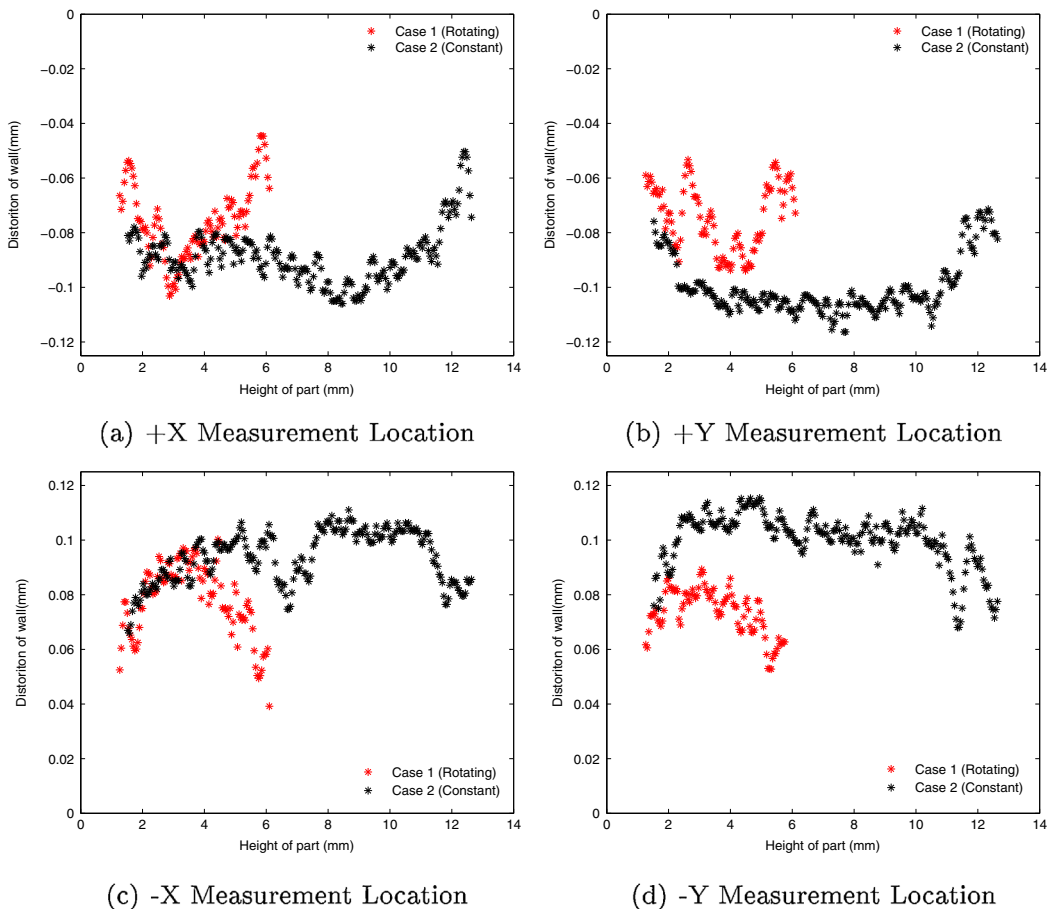 0
−0.02
−0.04
−0.06
−0.08
−0.1
−0.12
Distoriton of wall(mm)
0 2 4 6 8 10 12 14
Height of part (mm)
Case 1 (Rotating)
Case 2 (Constant)
(a) +X Measurement Location
0
−0.02
−0.04
−0.06
−0.08
−0.1
−0.12
Distoriton of wall(mm)
0 2 4 6 8 10 12 14
Height of part (mm)
Case 1 (Rotating)
Case 2 (Constant)
(b) +Y Measurement Location
0.12
0.1
0.08
0.06
0.04
0.02
0
Distoriton of wall(mm)
0 2 4 6 8 10 12 14
Height of part (mm)
Case 1 (Rotating)
Case 2 (Constant)
(c) -X Measurement Location
0.12
0.1
0.08
0.06
0.04
0.02
0
Distoriton of wall(mm)
0 2 4 6 8 10 12 14
Height of part (mm)
Case 1 (Rotating)
Case 2 (Constant)
(d) -Y Measurement Location